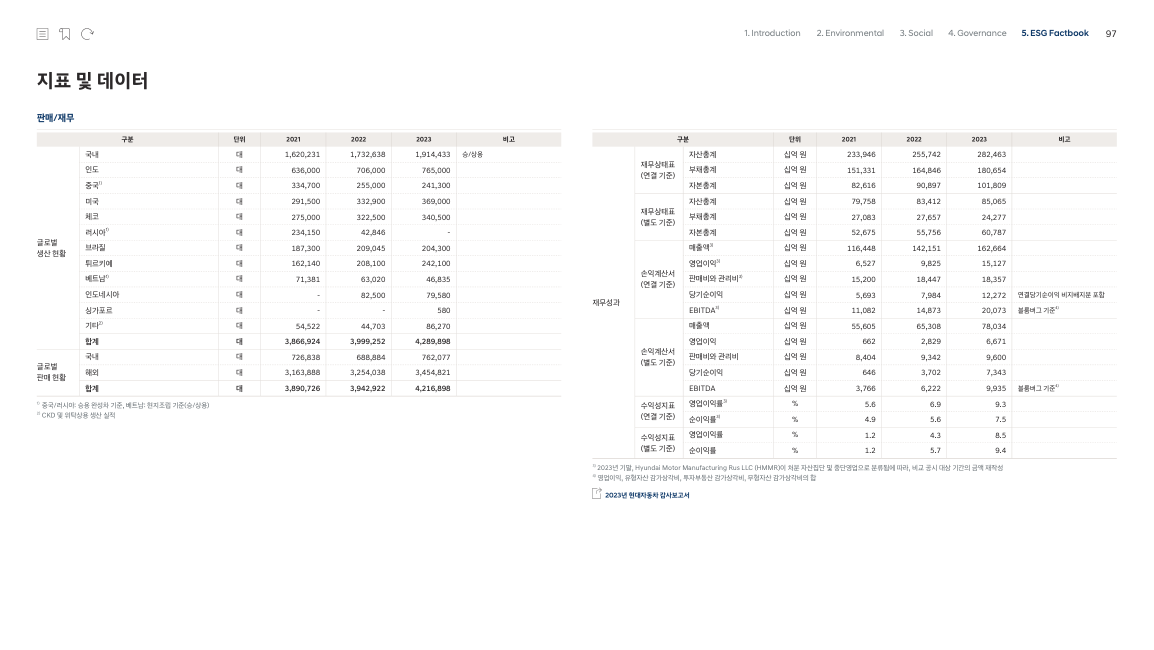 1. Introduction 2. Environmental 3. Social 4. Governance 5. ESG Factbook 97
지표 및 데이터
판매/재무
구분 단위 2021 2022 2023 비고
글로벌 생산 현황
국내 대 1,620,231 1,732,638 1,914,433 승/상용
인도 대 636,000 706,000 765,000
중국1) 대 334,700 255,000 241,300
미국 대 291,500 332,900 369,000
체코 대 275,000 322,500 340,500
러시아1) 대 234,150 42,846 -
브라질 대 187,300 209,045 204,300
튀르키예 대 162,140 208,100 242,100
베트남1) 대 71,381 63,020 46,835
인도네시아 대 - 82,500 79,580
싱가포르 대 - - 580
기타2) 대 54,522 44,703 86,270
합계 대 3,866,924 3,999,252 4,289,898
글로벌 판매 현황
국내 대 726,838 688,884 762,077
해외 대 3,163,888 3,254,038 3,454,821
합계 대 3,890,726 3,942,922 4,216,898
1) 중국/러시아: 승용 완성차 기준, 베트남: 현지조립 기준(승/상용)
2) CKD 및 위탁상용 생산 실적
구분 단위 2021 2022 2023 비고
재무성과
재무상태표 (연결 기준)
자산총계 십억 원 233,946 255,742 282,463
부채총계 십억 원 151,331 164,846 180,654
자본총계 십억 원 82,616 90,897 101,809
재무상태표 (별도 기준)
자산총계 십억 원 79,758 83,412 85,065
부채총계 십억 원 27,083 27,657 24,277
자본총계 십억 원 52,675 55,756 60,787
손익계산서 (연결 기준)
매출액3) 십억 원 116,448 142,151 162,664
영업이익3) 십억 원 6,527 9,825 15,127
판매비와 관리비3) 십억 원 15,200 18,447 18,357
당기순이익 십억 원 5,693 7,984 12,272 연결당기순이익 비지배지분 포함
EBITDA3) 십억 원 11,082 14,873 20,073 블룸버그 기준4)
손익계산서 (별도 기준)
매출액 십억 원 55,605 65,308 78,034
영업이익 십억 원 662 2,829 6,671
판매비와 관리비 십억 원 8,404 9,342 9,600
당기순이익 십억 원 646 3,702 7,343
EBITDA 십억 원 3,766 6,222 9,935 블룸버그 기준4)
수익성지표 (연결 기준)
영업이익률3) % 5.6 6.9 9.3
순이익률3) % 4.9 5.6 7.5
수익성지표 (별도 기준)
영업이익률 % 1.2 4.3 8.5
순이익률 % 1.2 5.7 9.4
3) 2023년 기말, Hyundai Motor Manufacturing Rus LLC (HMMR)이 처분 자산집단 및 중단영업으로 분류됨에 따라, 비교 공시 대상 기간의 금액 재작성
4) 영업이익, 유형자산 감가상각비, 투자부동산 감가상각비, 무형자산 감가상각비의 합
2023년 현대자동차 감사보고서